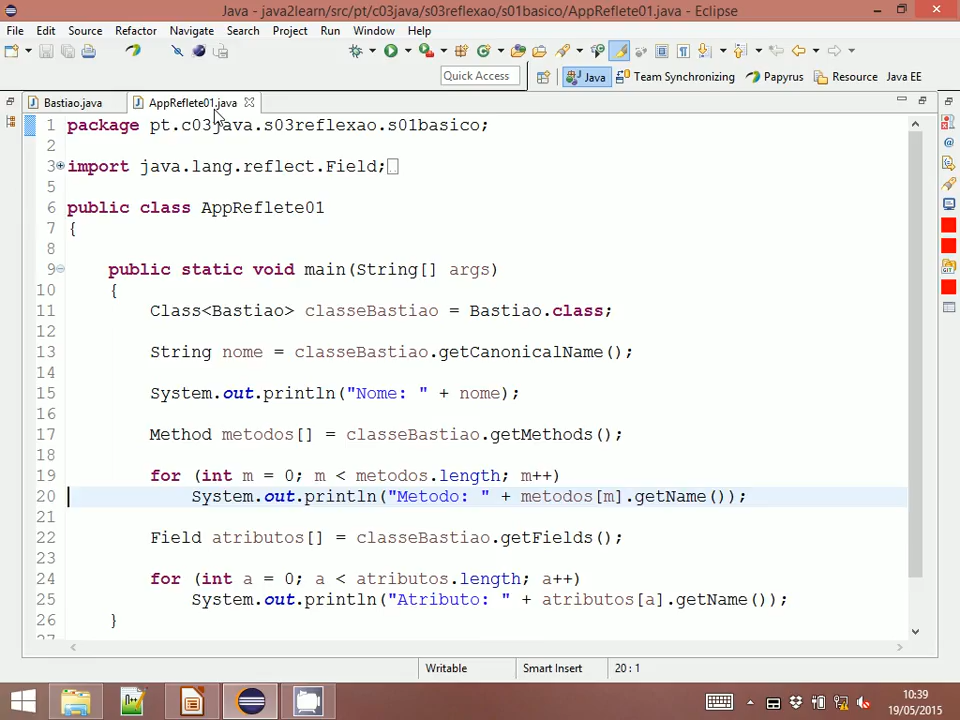 Java - java2learn/src/pt/c03java/s03reflexao/s01basico/AppReflete01.java - Eclipse
File Edit Source Refactor Navigate Search Project Run Window Help
Quick Access Java Team Synchronizing Papyrus Resource Java EE
Bastiao.java AppReflete01.java
1 package pt.c03java.s03reflexao.s01basico;
2
3 import java.lang.reflect.Field;
5
6 public class AppReflete01
7 {
8
9 public static void main(String[] args)
10 {
11 Class<Bastiao> classeBastiao = Bastiao.class;
12
13 String nome = classeBastiao.getCanonicalName();
14
15 System.out.println("Nome: " + nome);
16
17 Method metodos[] = classeBastiao.getMethods();
18
19 for (int m = 0; m < metodos.length; m++)
20 System.out.println("Metodo: " + metodos[m].getName());
21
22 Field atributos[] = classeBastiao.getFields();
23
24 for (int a = 0; a < atributos.length; a++)
25 System.out.println("Atributo: " + atributos[a].getName());
26 }
27
Writable Smart Insert 20 : 1
10:39
19/05/2015